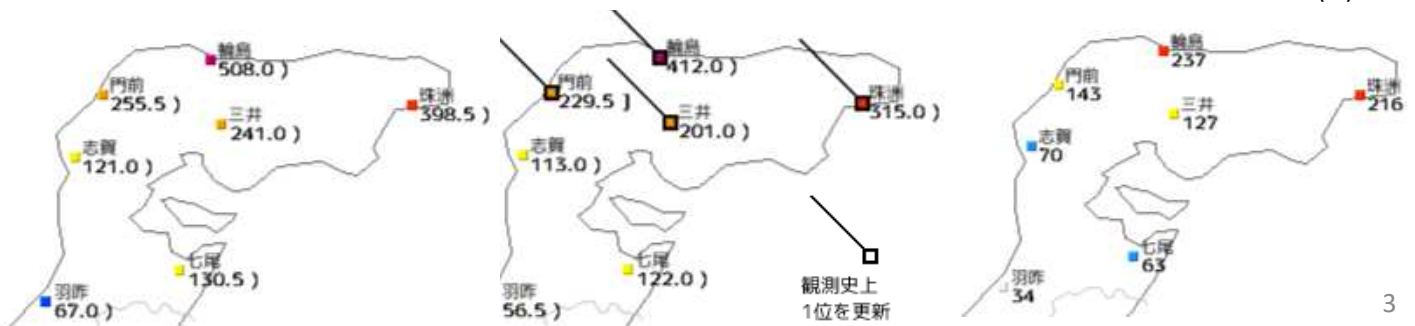 輪島
508.0 )
門前
255.5 )
三井
241.0 )
珠洲
398.5 )
志賀
121.0 )
七尾
130.5 )
羽咋
67.0 )
輪島
412.0 )
門前
229.5 ]
三井
201.0 )
珠洲
315.0 )
志賀
113.0 )
七尾
122.0 )
羽咋
56.5 )
観測史上
1位を更新
輪島
237
門前
143
三井
127
珠洲
216
志賀
70
七尾
63
羽咋
34
3